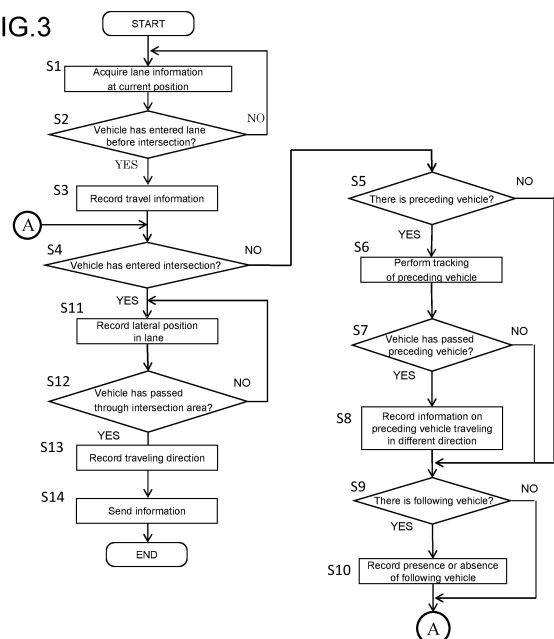 IG.3
START
S1
Acquire lane information
at current position
S2
NO
Vehicle has entered lane
before intersection?
YES
S3
Record travel information
A
S4
NO
Vehicle has entered intersection?
YES
S11
Record lateral position
in lane
S12
NO
Vehicle has passed
through intersection area?
YES
S13
Record traveling direction
S14
Send information
END
S5
NO
There is preceding vehicle?
YES
S6
Perform tracking
of preceding vehicle
S7
NO
Vehicle has passed
preceding vehicle?
YES
S8
Record information on
preceding vehicle traveling
in different direction
S9
NO
There is following vehicle?
YES
S10
Record presence or absence
of following vehicle
A